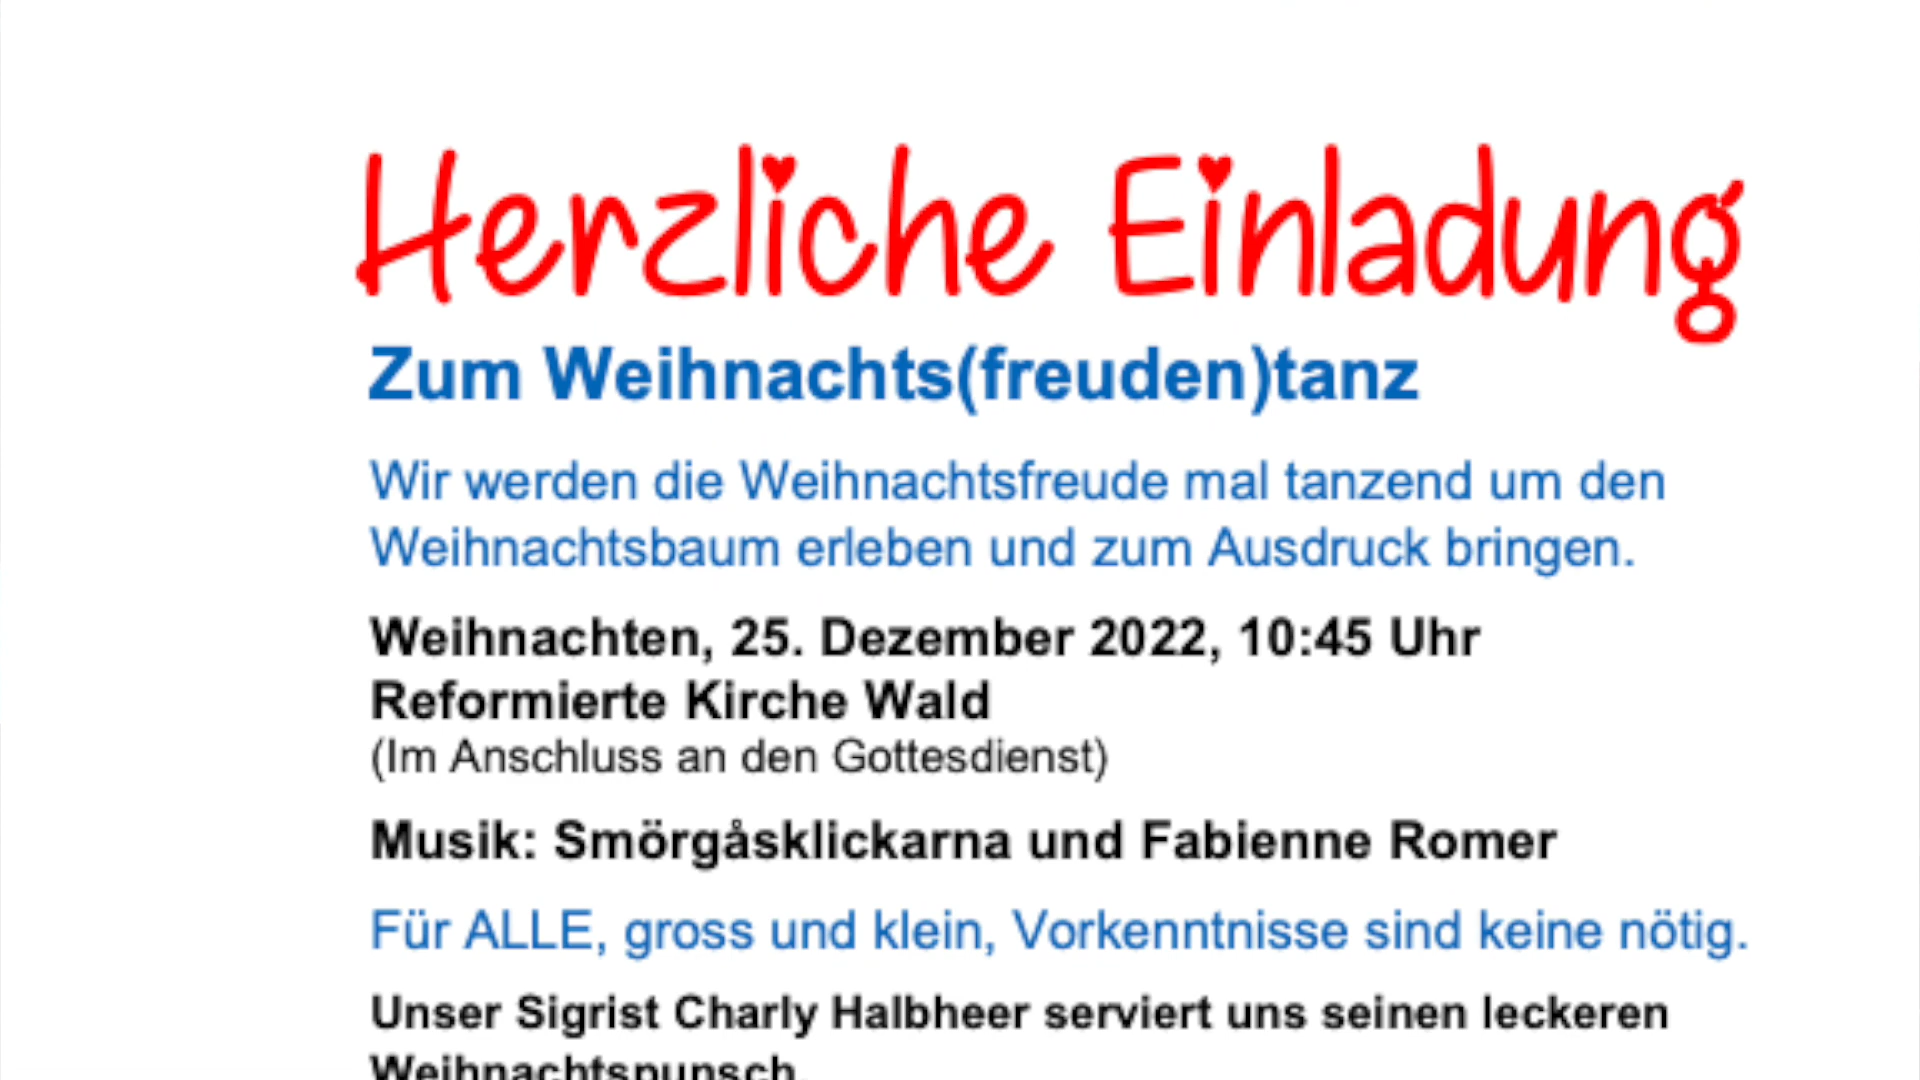 Herzliche Einladung
Zum Weihnachts(freuden)tanz
Wir werden die Weihnachtsfreude mal tanzend um den
Weihnachtsbaum erleben und zum Ausdruck bringen.
Weihnachten, 25. Dezember 2022, 10:45 Uhr
Reformierte Kirche Wald
(Im Anschluss an den Gottesdienst)
Musik: Smörgåsklickarna und Fabienne Romer
Für ALLE, gross und klein, Vorkenntnisse sind keine nötig.
Unser Sigrist Charly Halbheer serviert uns seinen leckeren
Weihnachtspunsch.